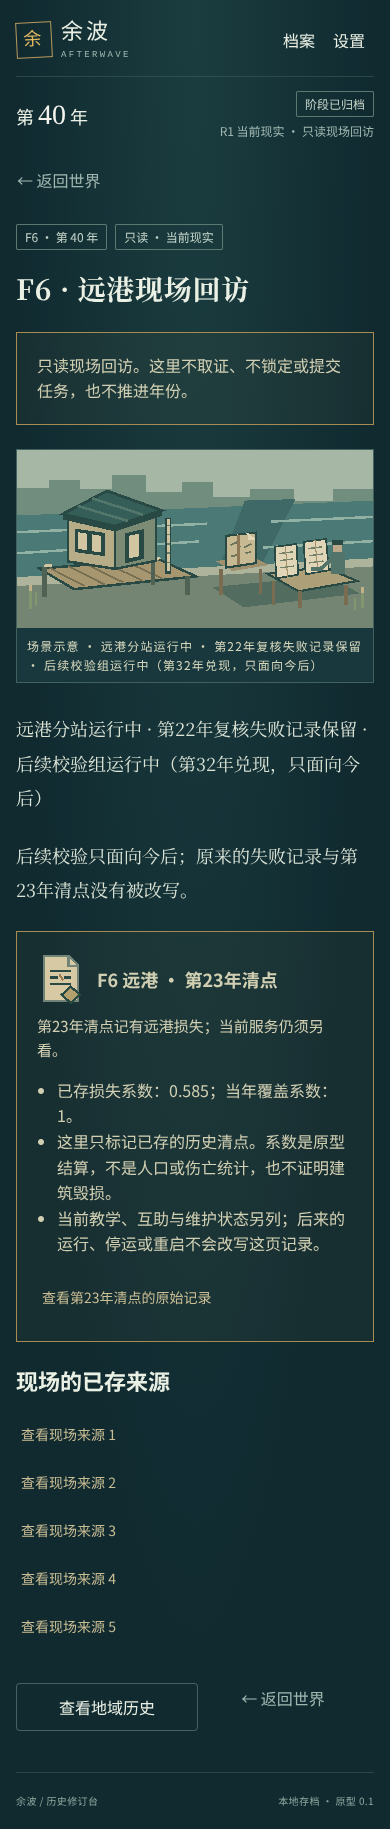 余
余波
AFTERWAVE
档案 设置
第 40 年
阶段已归档
R1 当前现实 · 只读现场回访
← 返回世界
F6 · 第 40 年 只读 · 当前现实
F6 · 远港现场回访
只读现场回访。这里不取证、不锁定或提交
任务，也不推进年份。
场景示意 · 远港分站运行中 · 第22年复核失败记录保留
· 后续校验组运行中（第32年兑现，只面向今后）
远港分站运行中 · 第22年复核失败记录保留 ·
后续校验组运行中（第32年兑现，只面向今
后）
后续校验只面向今后；原来的失败记录与第
23年清点没有被改写。
F6 远港 · 第23年清点
第23年清点记有远港损失；当前服务仍须另
看。
• 已存损失系数：0.585；当年覆盖系数：
1。
• 这里只标记已存的历史清点。系数是原型
结算，不是人口或伤亡统计，也不证明建
筑毁损。
• 当前教学、互助与维护状态另列；后来的
运行、停运或重启不会改写这页记录。
查看第23年清点的原始记录
现场的已存来源
查看现场来源 1
查看现场来源 2
查看现场来源 3
查看现场来源 4
查看现场来源 5
查看地域历史
← 返回世界
余波 / 历史修订台
本地存档 · 原型 0.1